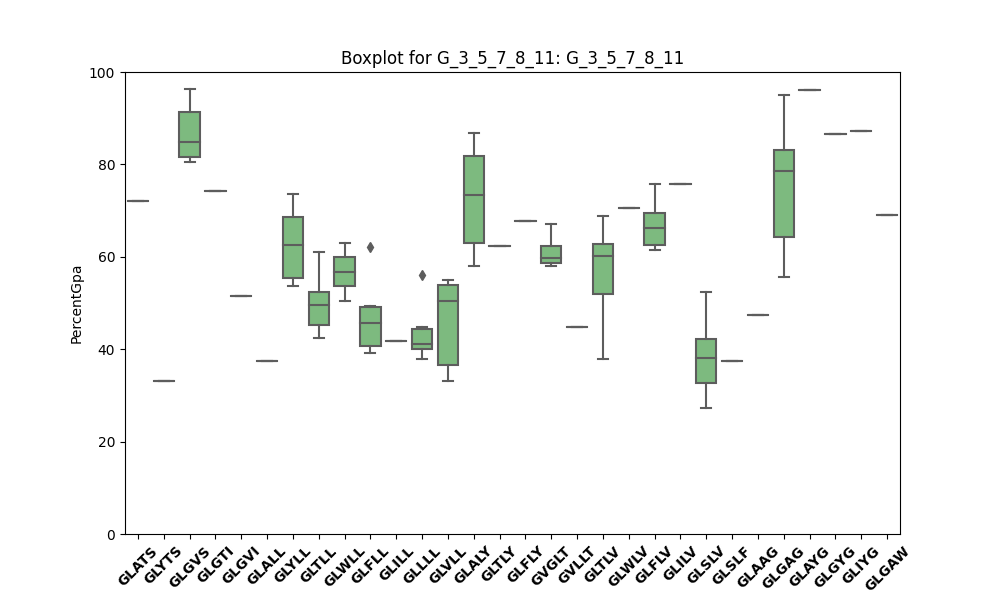 Boxplot for G_3_5_7_8_11: G_3_5_7_8_11
PercentGpa
100
80
60
40
20
0
GLATS GLYTS GLGVS GLGTI GLGVI GLALL GLYLL GLTLL GLWLL GLFLL GLILL GLLLL GLVLL GLALY GLTLY GLFLY GVGLT GVLLT GLTLV GLWLV GLFLV GLILV GLSLV GLSLF GLAAG GLGAG GLAYG GLGYG GLIYG GLGAW